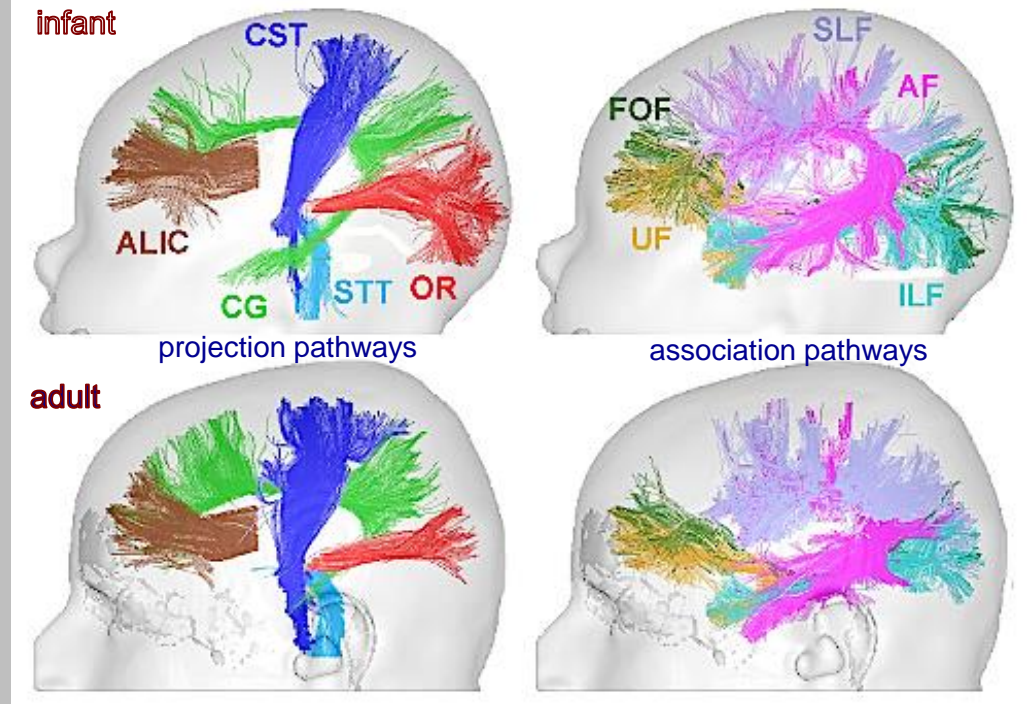 infant
CST
ALIC
CG
STT
OR
SLF
AF
FOF
UF
ILF
projection pathways
association pathways
adult